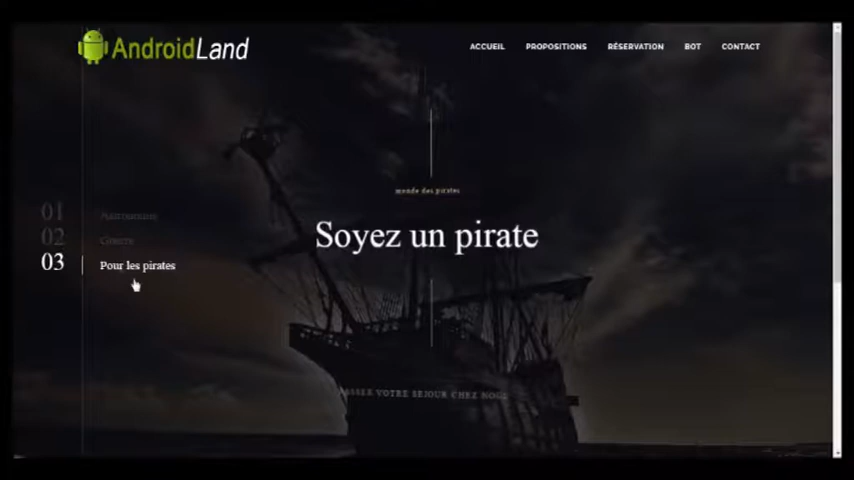 AndroidLand
ACCUEIL PROPOSITIONS RÉSERVATION BOT CONTACT
monde des pirates
Soyez un pirate
01
02 Guerre
03 Pour les pirates
VOTRE SEJOUR CHEZ NOUS